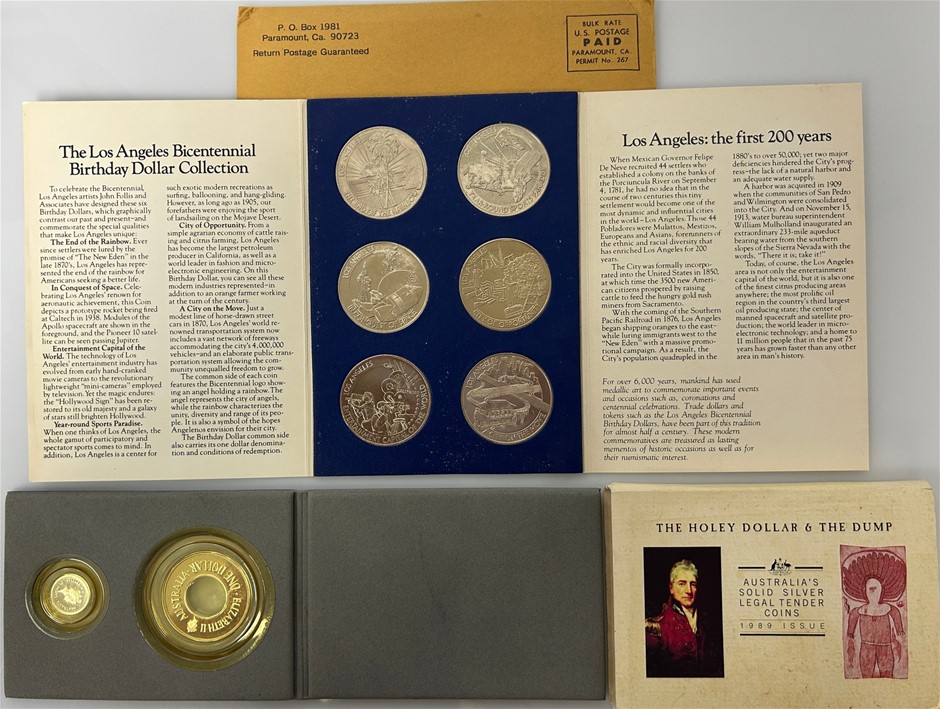 P. O. Box 1981
Paramount, Ca. 90723
Return Postage Guaranteed
BULK RATE
U.S. POSTAGE
PAID
PARAMOUNT, CA.
PERMIT No. 267
The Los Angeles Bicentennial
Birthday Dollar Collection
To celebrate the Bicentennial,
Los Angeles artists John Follis and
Associates have designed these six
Birthday Dollars, which graphically
contrast our past and present—and
commemorate the special qualities
that make Los Angeles unique:
The End of the Rainbow. Ever
since settlers were lured by the
promise of "The New Eden" in the
late 1870's, Los Angeles has repre-
sented the end of the rainbow for
Americans seeking a better life.
In Conquest of Space. Cele-
brating Los Angeles' renown for
aeronautic achievement, this Coin
depicts a prototype rocket being fired
at Caltech in 1938. Modules of the
Apollo spacecraft are shown in the
foreground, and the Pioneer 10 satel-
lite can be seen passing Jupiter.
Entertainment Capital of the
World. The technology of Los
Angeles' entertainment industry has
evolved from early hand-cranked
movie cameras to the revolutionary
lightweight "mini-cameras" employed
by television. Yet the magic endures:
the "Hollywood Sign" has been re-
stored to its old majesty and a galaxy
of stars still brighten Hollywood.
Year-round Sports Paradise.
When one thinks of Los Angeles, the
whole gamut of participatory and
spectator sports comes to mind. In
addition, Los Angeles is a center for
such exotic modern recreations as
surfing, ballooning, and hang-gliding.
However, as long ago as 1905, our
forefathers were enjoying the sport
of landsailing on the Mojave Desert.
City of Opportunity. From a
simple agrarian economy of cattle rais-
ing and citrus farming, Los Angeles
has become the largest petroleum
producer in California, as well as a
world leader in fashion and micro-
electronic engineering. On this
Birthday Dollar, you can see all these
modern industries represented—in
addition to an orange farmer working
at the turn of the century.
A City on the Move. Just a
modest line of horse-drawn street
cars in 1870, Los Angeles' world re-
nowned transportation system now
includes a vast network of freeways
accommodating the city's 4,000,000
vehicles—and an elaborate public trans-
portation system allowing the com-
munity unequalled freedom to grow.
The common side of each coin
features the Bicentennial logo show-
ing an angel holding a rainbow. The
angel represents the city of angels,
while the rainbow characterizes the
unity, diversity and range of its peo-
ple. It is also a symbol of the hopes
Angelenos envision for their city.
The Birthday Dollar common side
also carries its one dollar denomina-
tion and conditions of redemption.
Los Angeles: the first 200 years
When Mexican Governor Felipe
De Neve recruited 44 settlers who
established a colony on the banks of
the Porciuncula River on September
4, 1781, he had no idea that in the
course of two centuries this tiny
settlement would become one of the
most dynamic and influential cities
in the world—Los Angeles. Those 44
Pobladores were Mulattos, Mestizos,
Europeans and Asians, forerunners of
the ethnic and racial diversity that
has enriched Los Angeles for 200
years.
The City was formally incorpo-
rated into the United States in 1850,
at which time the 3500 new Ameri-
can citizens prospered by raising
cattle to feed the hungry gold rush
miners from Sacramento.
With the coming of the Southern
Pacific Railroad in 1876, Los Angeles
began shipping oranges to the east—
while luring immigrants west to the
"New Eden" with a massive promo-
tional campaign. As a result, the
City's population quadrupled in the
1880's to over 50,000; yet two major
deficiencies hindered the City's prog-
ress—the lack of a natural harbor and
an adequate water supply.
A harbor was acquired in 1909
when the communities of San Pedro
and Wilmington were consolidated
into the City. And on November 15,
1913, water bureau superintendent
William Mulholland inaugurated an
extraordinary 233-mile aqueduct
bearing water from the southern
slopes of the Sierra Nevada with the
words, "There it is; take it!"
Today, of course, the Los Angeles
area is not only the entertainment
capital of the world, but it is also one
of the finest citrus producing areas
anywhere; the most prolific oil
region in the country's third largest
oil producing state; the center of
manned spacecraft and satellite pro-
duction; the world leader in micro-
electronic technology; and a home to
11 million people that in the past 75
years has grown faster than any other
area in man's history.
For over 6,000 years, mankind has used
medallic art to commemorate important events
and occasions such as, coronations and
centennial celebrations. Trade dollars and
tokens such as the Los Angeles Bicentennial
Birthday Dollars, have been part of this tradition
for almost half a century. These modern
commemoratives are treasured as lasting
mementos of historic occasions as well as for
their numismatic interest.
ELIZABETH II · AUSTRALIA · ONE DOLLAR
THE HOLEY DOLLAR & THE DUMP
AUSTRALIA'S
SOLID SILVER
LEGAL TENDER
COINS
1989 ISSUE